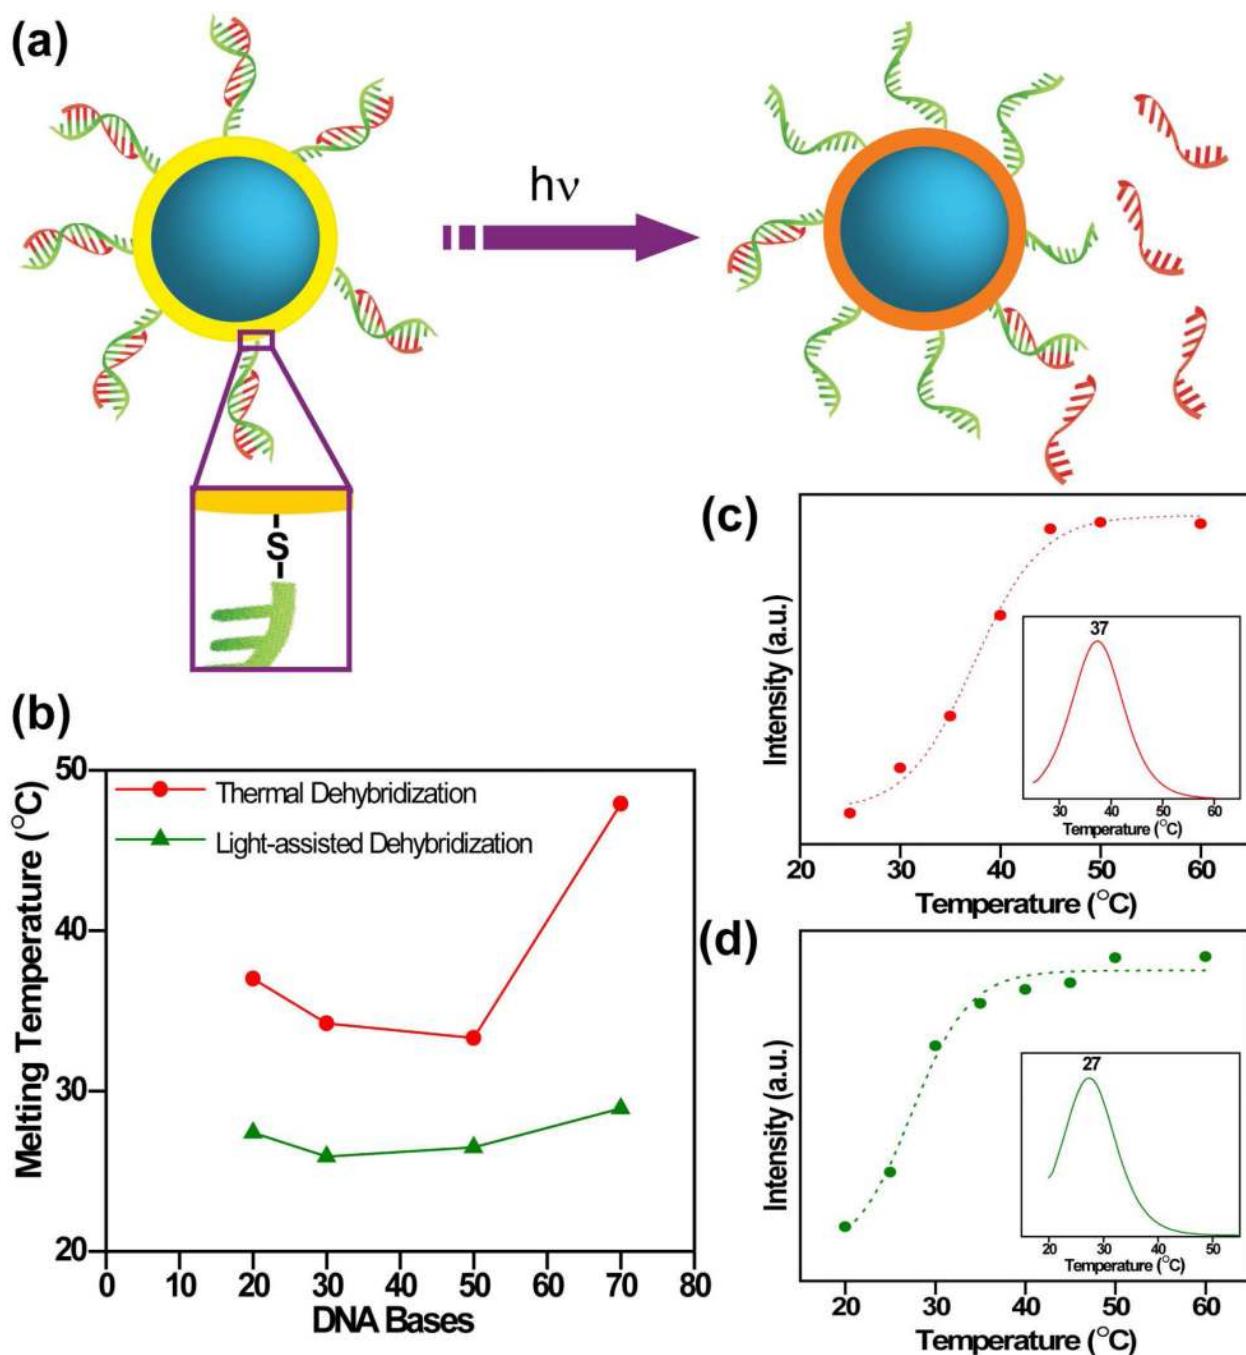 (a)
hν
S
(b)
Melting Temperature (°C)
50
40
30
20
Thermal Dehybridization
Light-assisted Dehybridization
0 10 20 30 40 50 60 70 80
DNA Bases
(c)
Intensity (a.u.)
37
30 40 50 60
Temperature (°C)
20 30 40 50 60
Temperature (°C)
(d)
Intensity (a.u.)
27
20 30 40 50
Temperature (°C)
20 30 40 50 60
Temperature (°C)